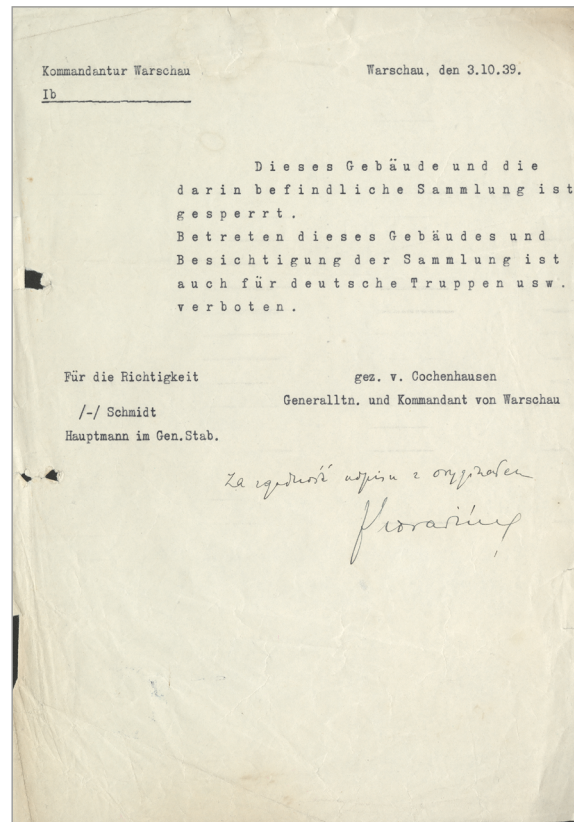 Kommandantur Warschau
Warschau, den 3.10.39.
Ib
Dieses Gebäude und die
darin befindliche Sammlung ist
gesperrt.
Betreten dieses Gebäudes und
Besichtigung der Sammlung ist
auch für deutsche Truppen usw.
verboten.
Für die Richtigkeit
gez. v. Cochenhausen
/-/ Schmidt
Generalltn. und Kommandant von Warschau
Hauptmann im Gen.Stab.
Za zgodność odpisu z oryginałem